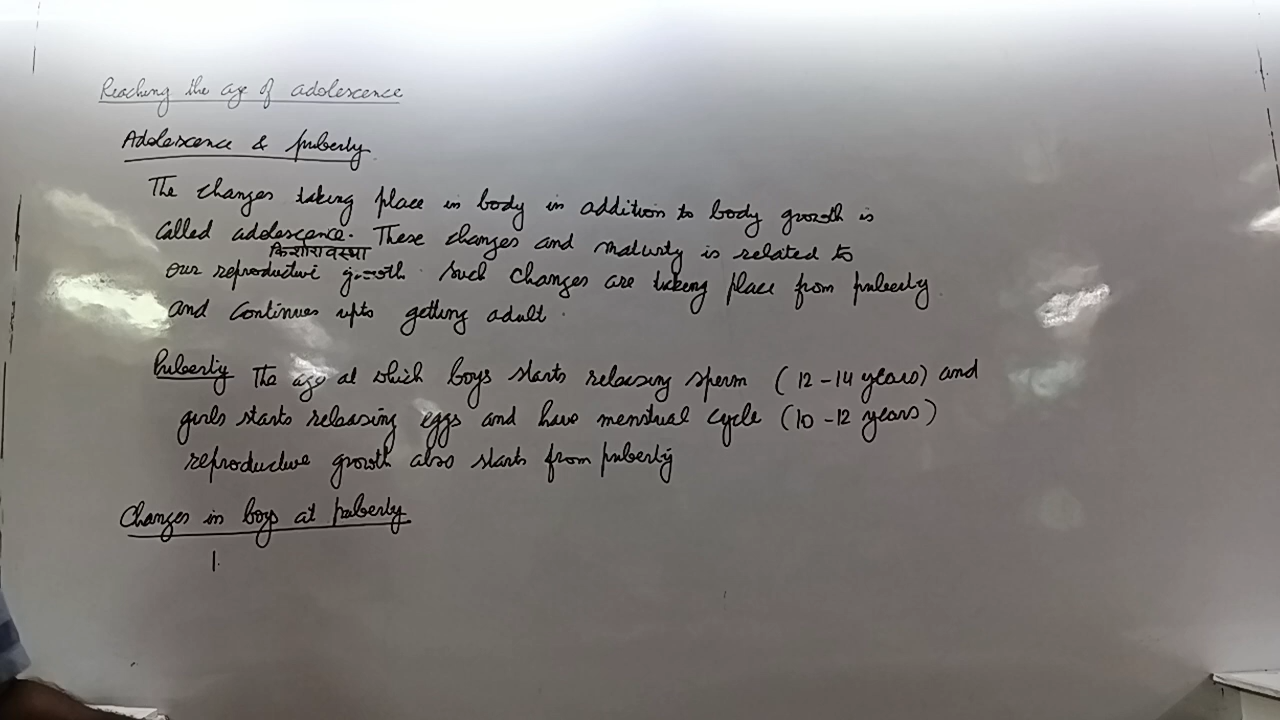 Reaching the age of adolescence
Adolescence & puberty
The changes taking place in body in addition to body growth is
called adolescence. These changes and maturity is related to
किशोरावस्था
our reproductive growth. Such changes are taking place from puberty
and continues upto getting adult.
Puberty The age at which boys starts releasing sperm (12-14 years) and
girls starts releasing eggs and have menstrual cycle (10-12 years)
reproductive growth also starts from puberty
Changes in boys at puberty
1.